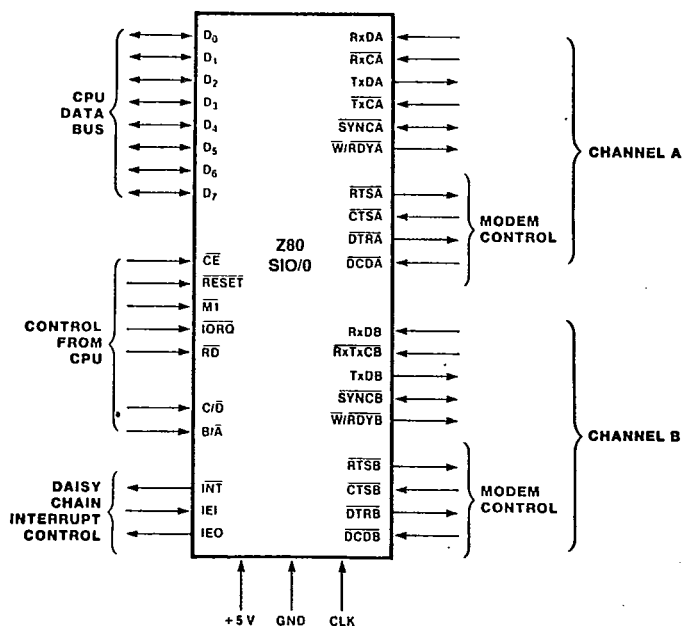 CPU
DATA
BUS
D0
D1
D2
D3
D4
D5
D6
D7
CONTROL
FROM
CPU
CE
RESET
M1
IORQ
RD
C/D
B/A
DAISY
CHAIN
INTERRUPT
CONTROL
INT
IEI
IEO
Z80
SIO/0
RxDA
RxCA
TxDA
TxCA
SYNCA
W/RDYA
RTSA
CTSA
DTRA
DCDA
MODEM
CONTROL
CHANNEL A
RxDB
RxTxCB
TxDB
SYNCB
W/RDYB
RTSB
CTSB
DTRB
DCDB
MODEM
CONTROL
CHANNEL B
+5 V
GND
CLK